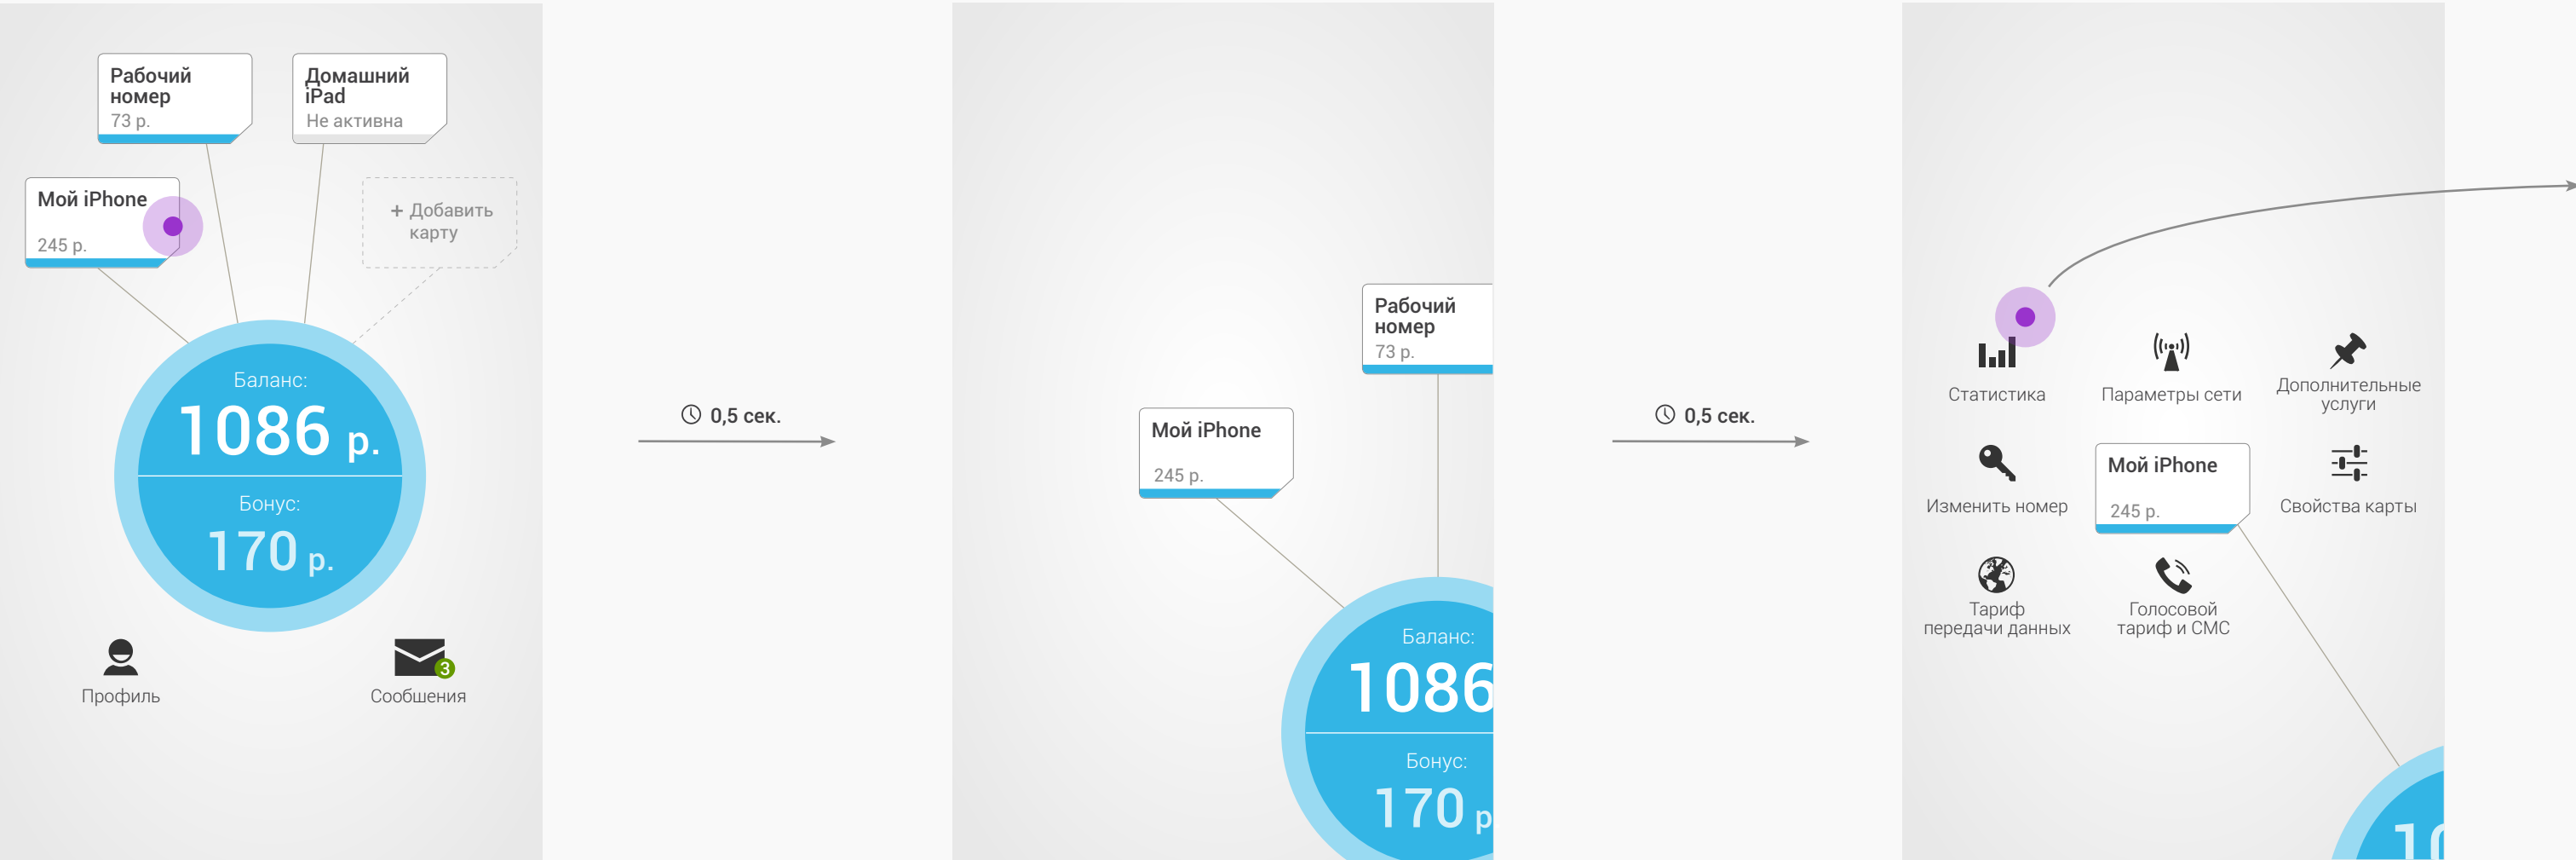 Рабочий
номер
73 р.
Домашний
iPad
Не активна
Мой iPhone
245 р.
+ Добавить
карту
Баланс:
1086 р.
Бонус:
170 р.
Профиль
3
Сообшения
0,5 сек.
Рабочий
номер
73 р.
Мой iPhone
245 р.
Баланс:
1086
Бонус:
170 р
0,5 сек.
Статистика
Параметры сети
Дополнительные
услуги
Изменить номер
Мой iPhone
245 р.
Свойства карты
Тариф
передачи данных
Голосовой
тариф и СМС
10